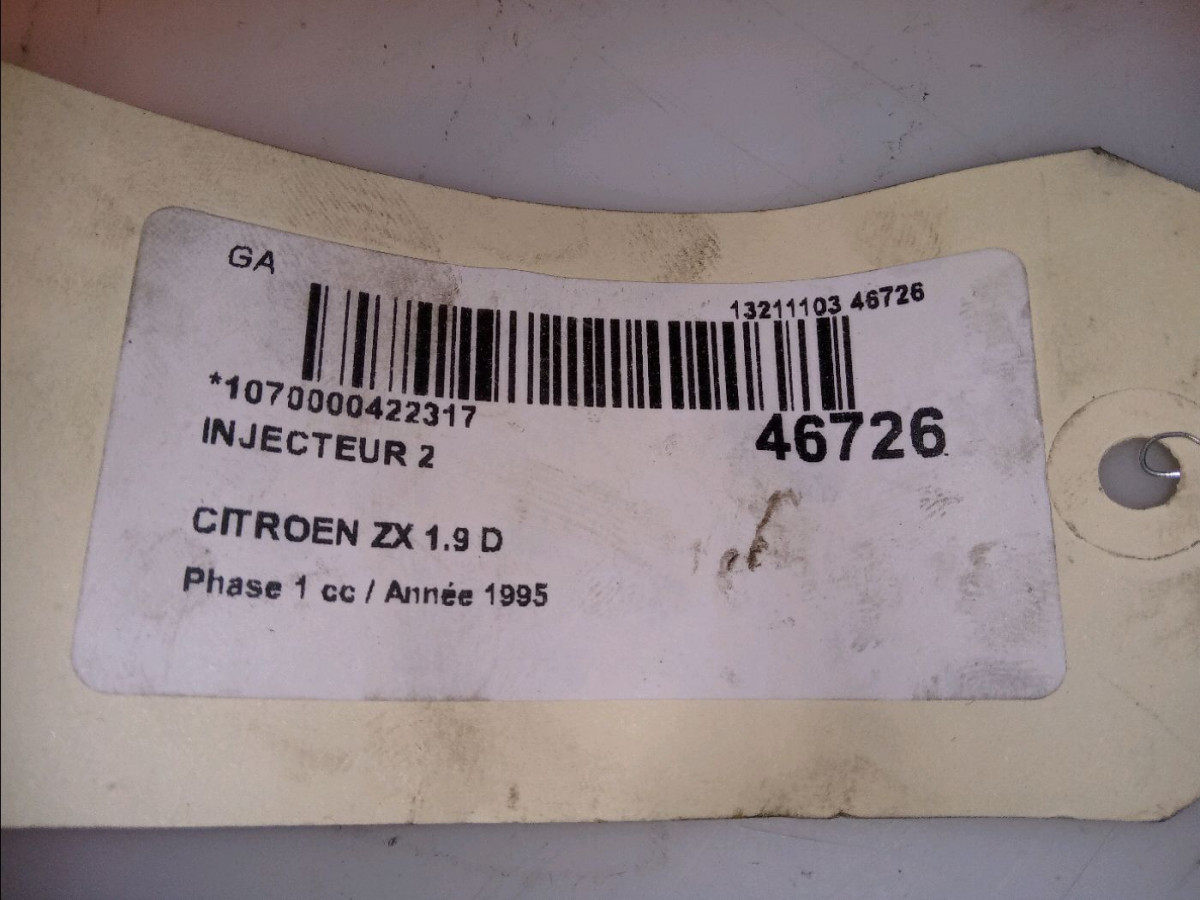 GA
13211103 46726
*1070000422317
46726
INJECTEUR 2
CITROEN ZX 1.9 D
Phase 1 cc / Année 1995